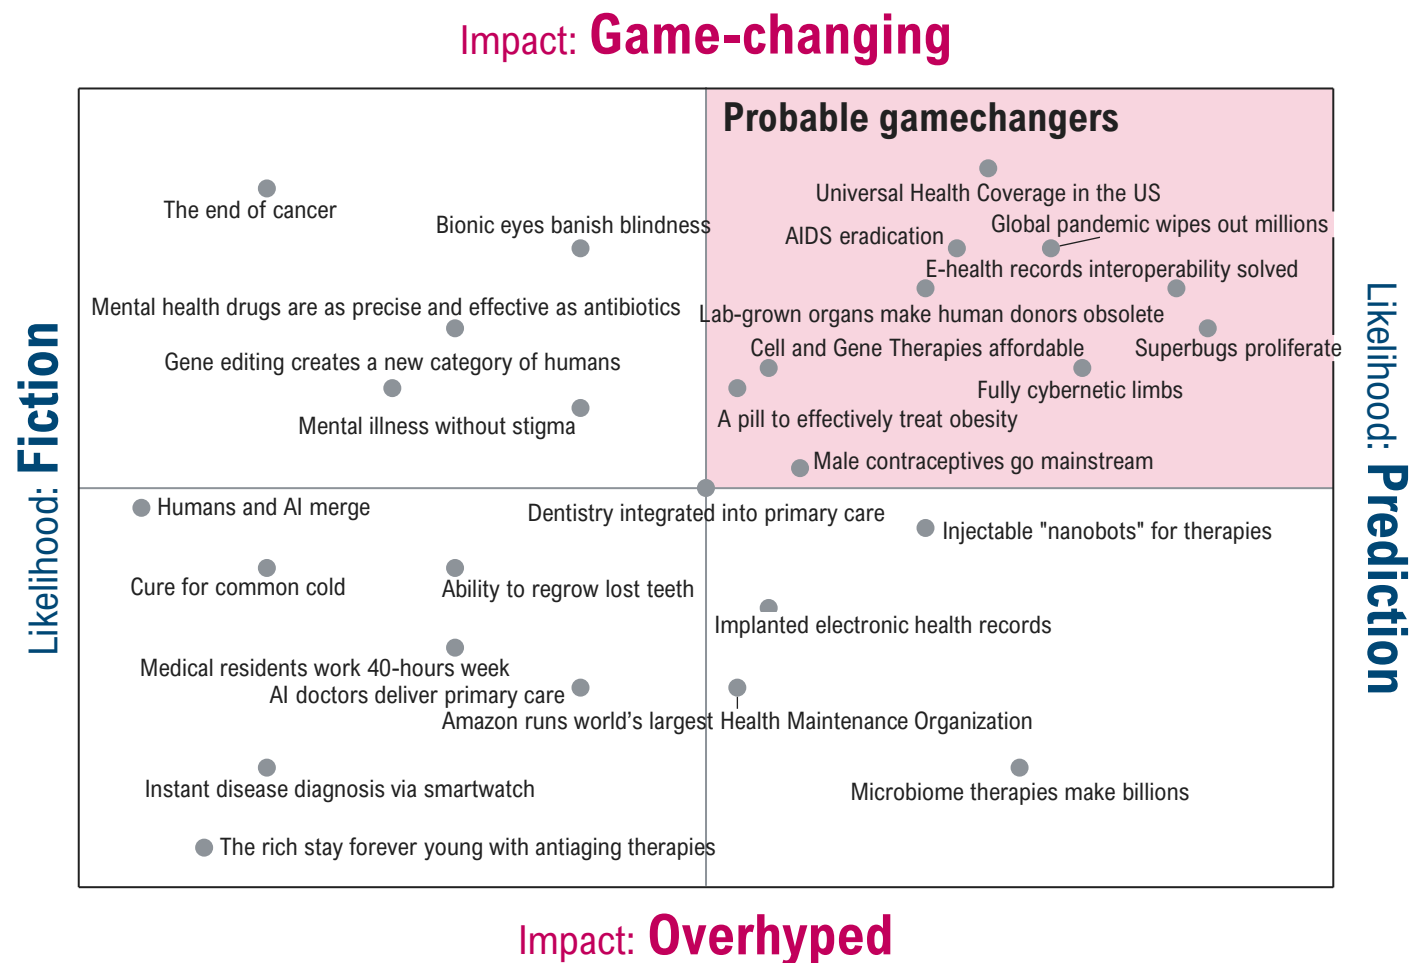 Impact: Game-changing
Probable gamechangers
Universal Health Coverage in the US
The end of cancer
Bionic eyes banish blindness
AIDS eradication
Global pandemic wipes out millions
E-health records interoperability solved
Mental health drugs are as precise and effective as antibiotics
Lab-grown organs make human donors obsolete
Cell and Gene Therapies affordable
Superbugs proliferate
Gene editing creates a new category of humans
Fully cybernetic limbs
Mental illness without stigma
A pill to effectively treat obesity
Male contraceptives go mainstream
Likelihood: Fiction
Likelihood: Prediction
Humans and AI merge
Dentistry integrated into primary care
Injectable "nanobots" for therapies
Cure for common cold
Ability to regrow lost teeth
Implanted electronic health records
Medical residents work 40-hours week
AI doctors deliver primary care
Amazon runs world’s largest Health Maintenance Organization
Instant disease diagnosis via smartwatch
Microbiome therapies make billions
The rich stay forever young with antiaging therapies
Impact: Overhyped